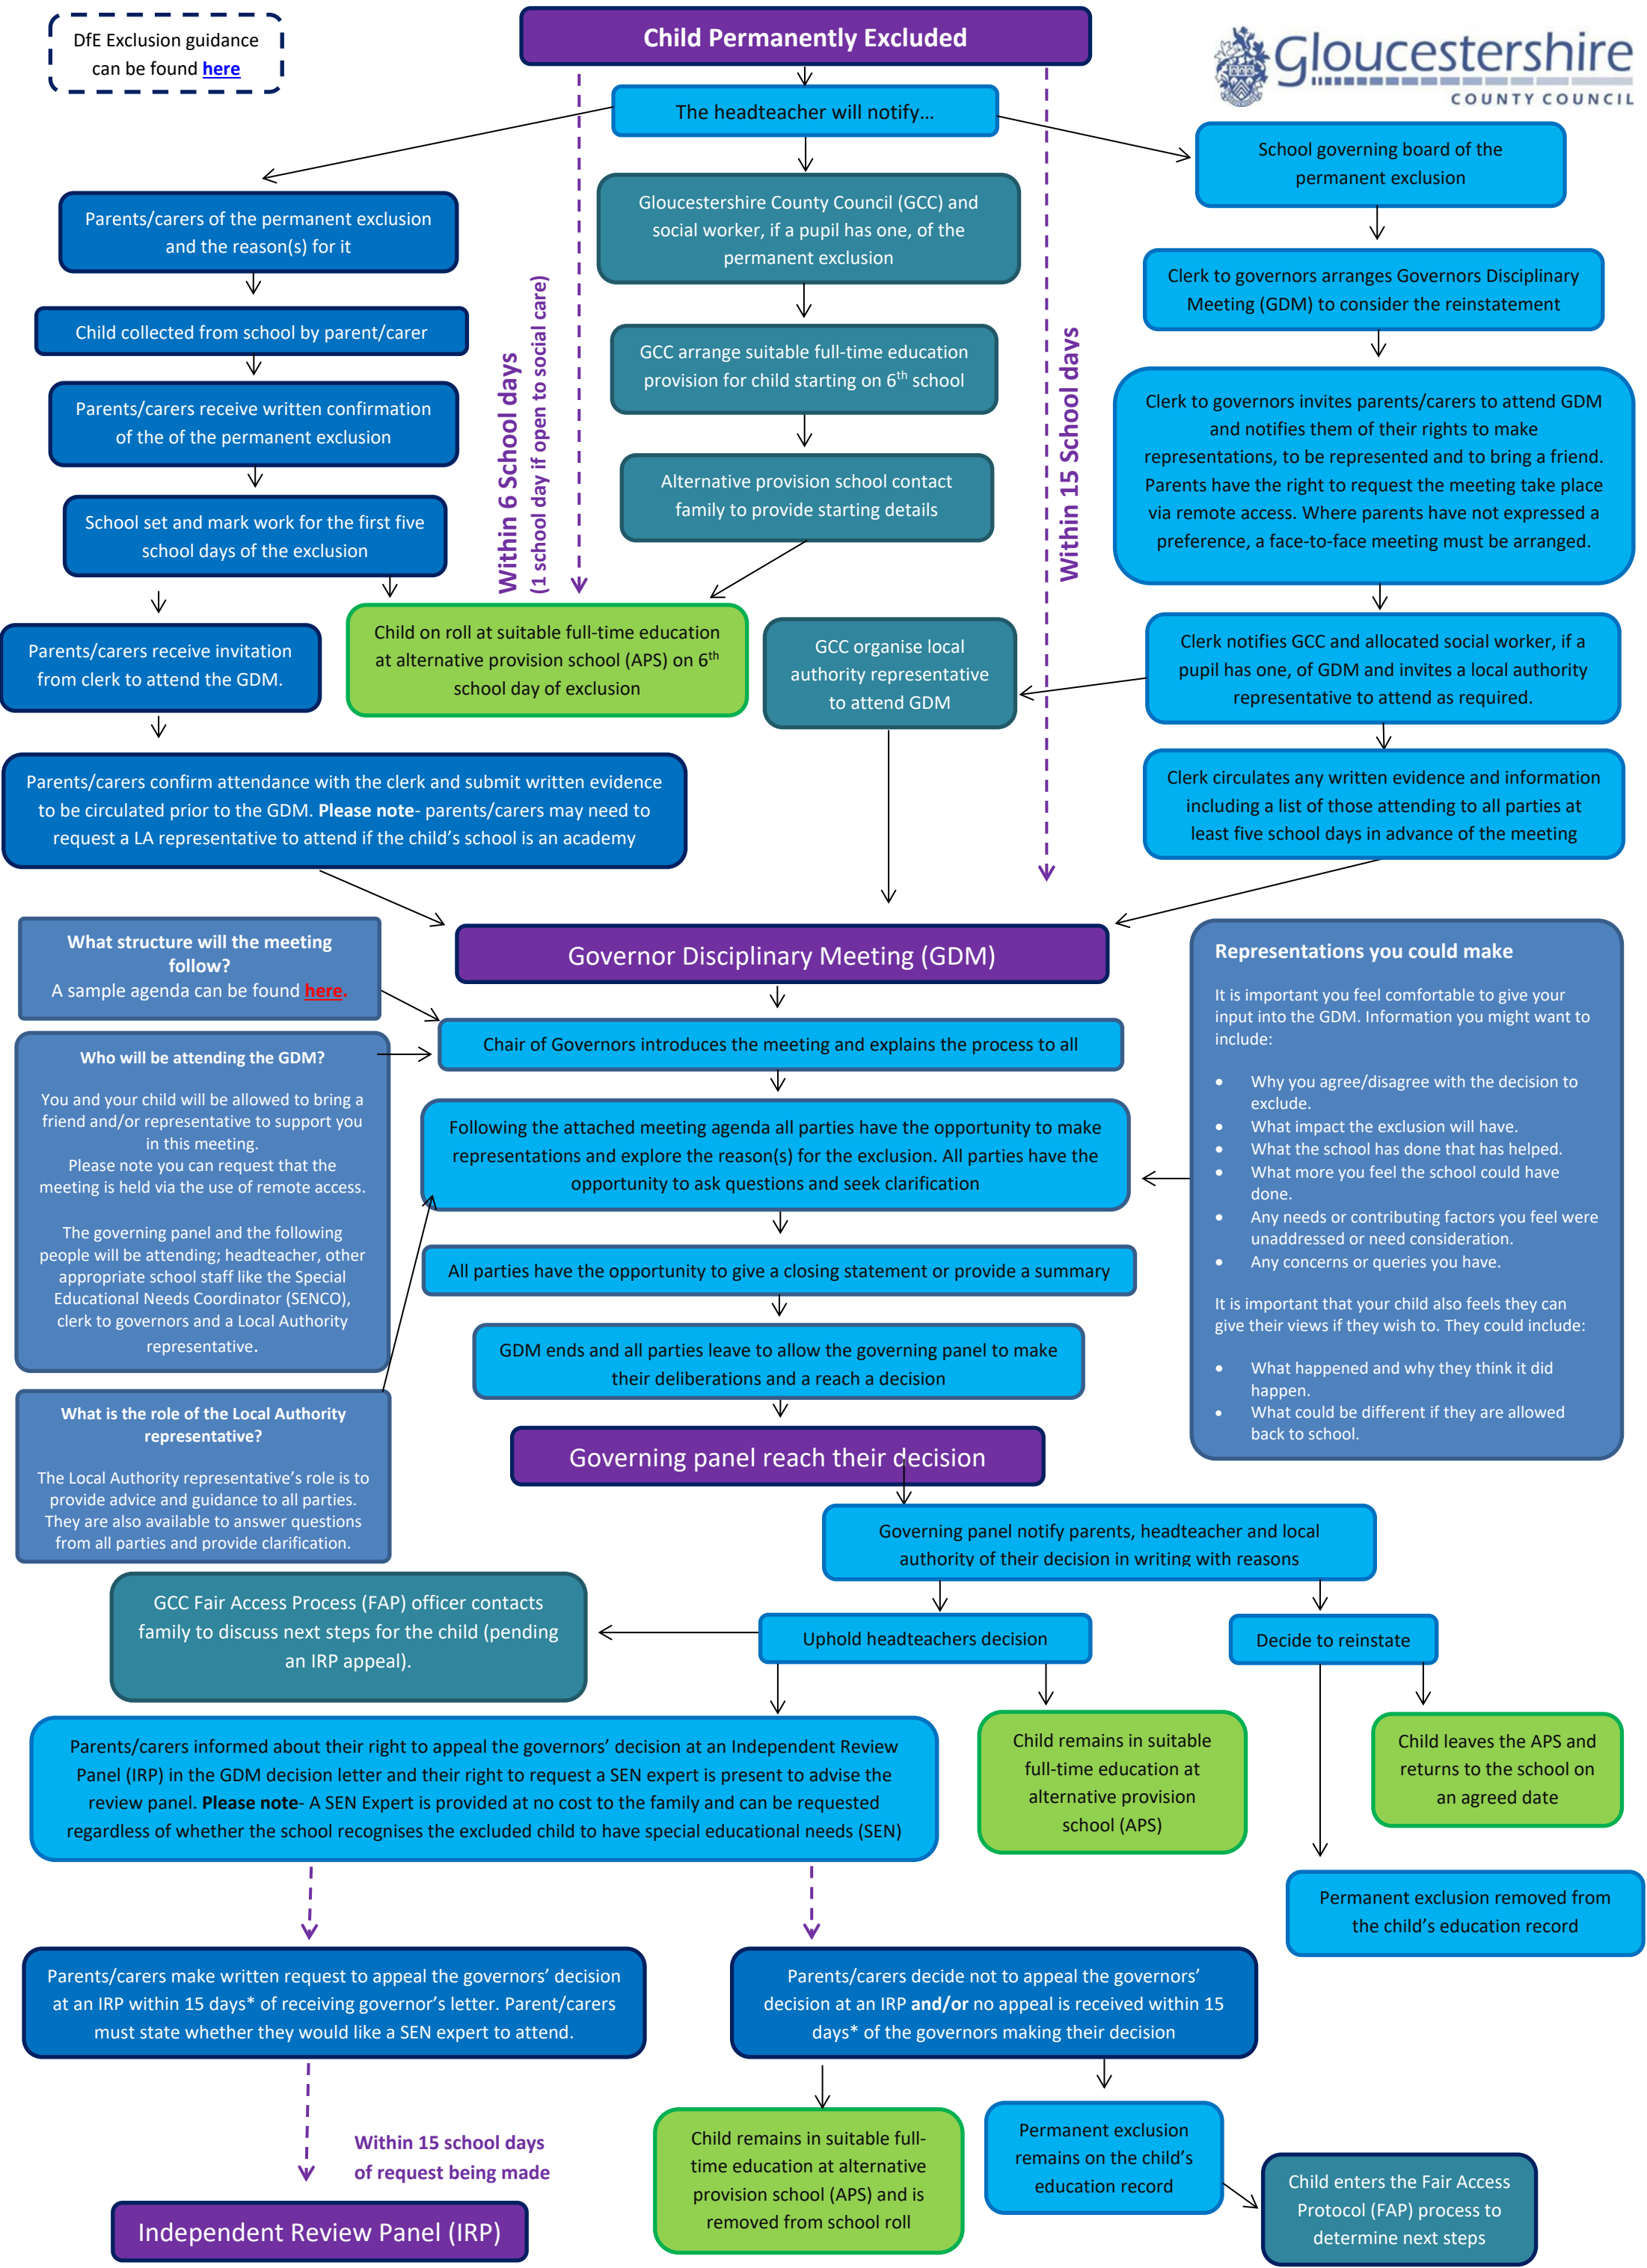 DfE Exclusion guidance
can be found here
Child Permanently Excluded
Gloucestershire
COUNTY COUNCIL
The headteacher will notify...
Parents/carers of the permanent exclusion
and the reason(s) for it
Child collected from school by parent/carer
Parents/carers receive written confirmation
of the of the permanent exclusion
School set and mark work for the first five
school days of the exclusion
Parents/carers receive invitation
from clerk to attend the GDM.
Parents/carers confirm attendance with the clerk and submit written evidence
to be circulated prior to the GDM. Please note- parents/carers may need to
request a LA representative to attend if the child's school is an academy
Within 6 School days
(1 school day if open to social care)
Gloucestershire County Council (GCC) and
social worker, if a pupil has one, of the
permanent exclusion
GCC arrange suitable full-time education
provision for child starting on 6th school
Alternative provision school contact
family to provide starting details
Child on roll at suitable full-time education
at alternative provision school (APS) on 6th
school day of exclusion
GCC organise local
authority representative
to attend GDM
Within 15 School days
School governing board of the
permanent exclusion
Clerk to governors arranges Governors Disciplinary
Meeting (GDM) to consider the reinstatement
Clerk to governors invites parents/carers to attend GDM
and notifies them of their rights to make
representations, to be represented and to bring a friend.
Parents have the right to request the meeting take place
via remote access. Where parents have not expressed a
preference, a face-to-face meeting must be arranged.
Clerk notifies GCC and allocated social worker, if a
pupil has one, of GDM and invites a local authority
representative to attend as required.
Clerk circulates any written evidence and information
including a list of those attending to all parties at
least five school days in advance of the meeting
Governor Disciplinary Meeting (GDM)
What structure will the meeting
follow?
A sample agenda can be found here.
Who will be attending the GDM?
You and your child will be allowed to bring a
friend and/or representative to support you
in this meeting.
Please note you can request that the
meeting is held via the use of remote access.
The governing panel and the following
people will be attending; headteacher, other
appropriate school staff like the Special
Educational Needs Coordinator (SENCO),
clerk to governors and a Local Authority
representative.
What is the role of the Local Authority
representative?
The Local Authority representative's role is to
provide advice and guidance to all parties.
They are also available to answer questions
from all parties and provide clarification.
Chair of Governors introduces the meeting and explains the process to all
Following the attached meeting agenda all parties have the opportunity to make
representations and explore the reason(s) for the exclusion. All parties have the
opportunity to ask questions and seek clarification
All parties have the opportunity to give a closing statement or provide a summary
GDM ends and all parties leave to allow the governing panel to make
their deliberations and a reach a decision
Representations you could make
It is important you feel comfortable to give your
input into the GDM. Information you might want to
include:
• Why you agree/disagree with the decision to
exclude.
• What impact the exclusion will have.
• What the school has done that has helped.
• What more you feel the school could have
done.
• Any needs or contributing factors you feel were
unaddressed or need consideration.
• Any concerns or queries you have.
It is important that your child also feels they can
give their views if they wish to. They could include:
• What happened and why they think it did
happen.
• What could be different if they are allowed
back to school.
Governing panel reach their decision
Governing panel notify parents, headteacher and local
authority of their decision in writing with reasons
GCC Fair Access Process (FAP) officer contacts
family to discuss next steps for the child (pending
an IRP appeal).
Uphold headteachers decision
Decide to reinstate
Parents/carers informed about their right to appeal the governors' decision at an Independent Review
Panel (IRP) in the GDM decision letter and their right to request a SEN expert is present to advise the
review panel. Please note- A SEN Expert is provided at no cost to the family and can be requested
regardless of whether the school recognises the excluded child to have special educational needs (SEN)
Child remains in suitable
full-time education at
alternative provision
school (APS)
Child leaves the APS and
returns to the school on
an agreed date
Permanent exclusion removed from
the child's education record
Parents/carers make written request to appeal the governors' decision
at an IRP within 15 days* of receiving governor's letter. Parent/carers
must state whether they would like a SEN expert to attend.
Parents/carers decide not to appeal the governors'
decision at an IRP and/or no appeal is received within 15
days* of the governors making their decision
Within 15 school days
of request being made
Independent Review Panel (IRP)
Child remains in suitable full-
time education at alternative
provision school (APS) and is
removed from school roll
Permanent exclusion
remains on the child's
education record
Child enters the Fair Access
Protocol (FAP) process to
determine next steps